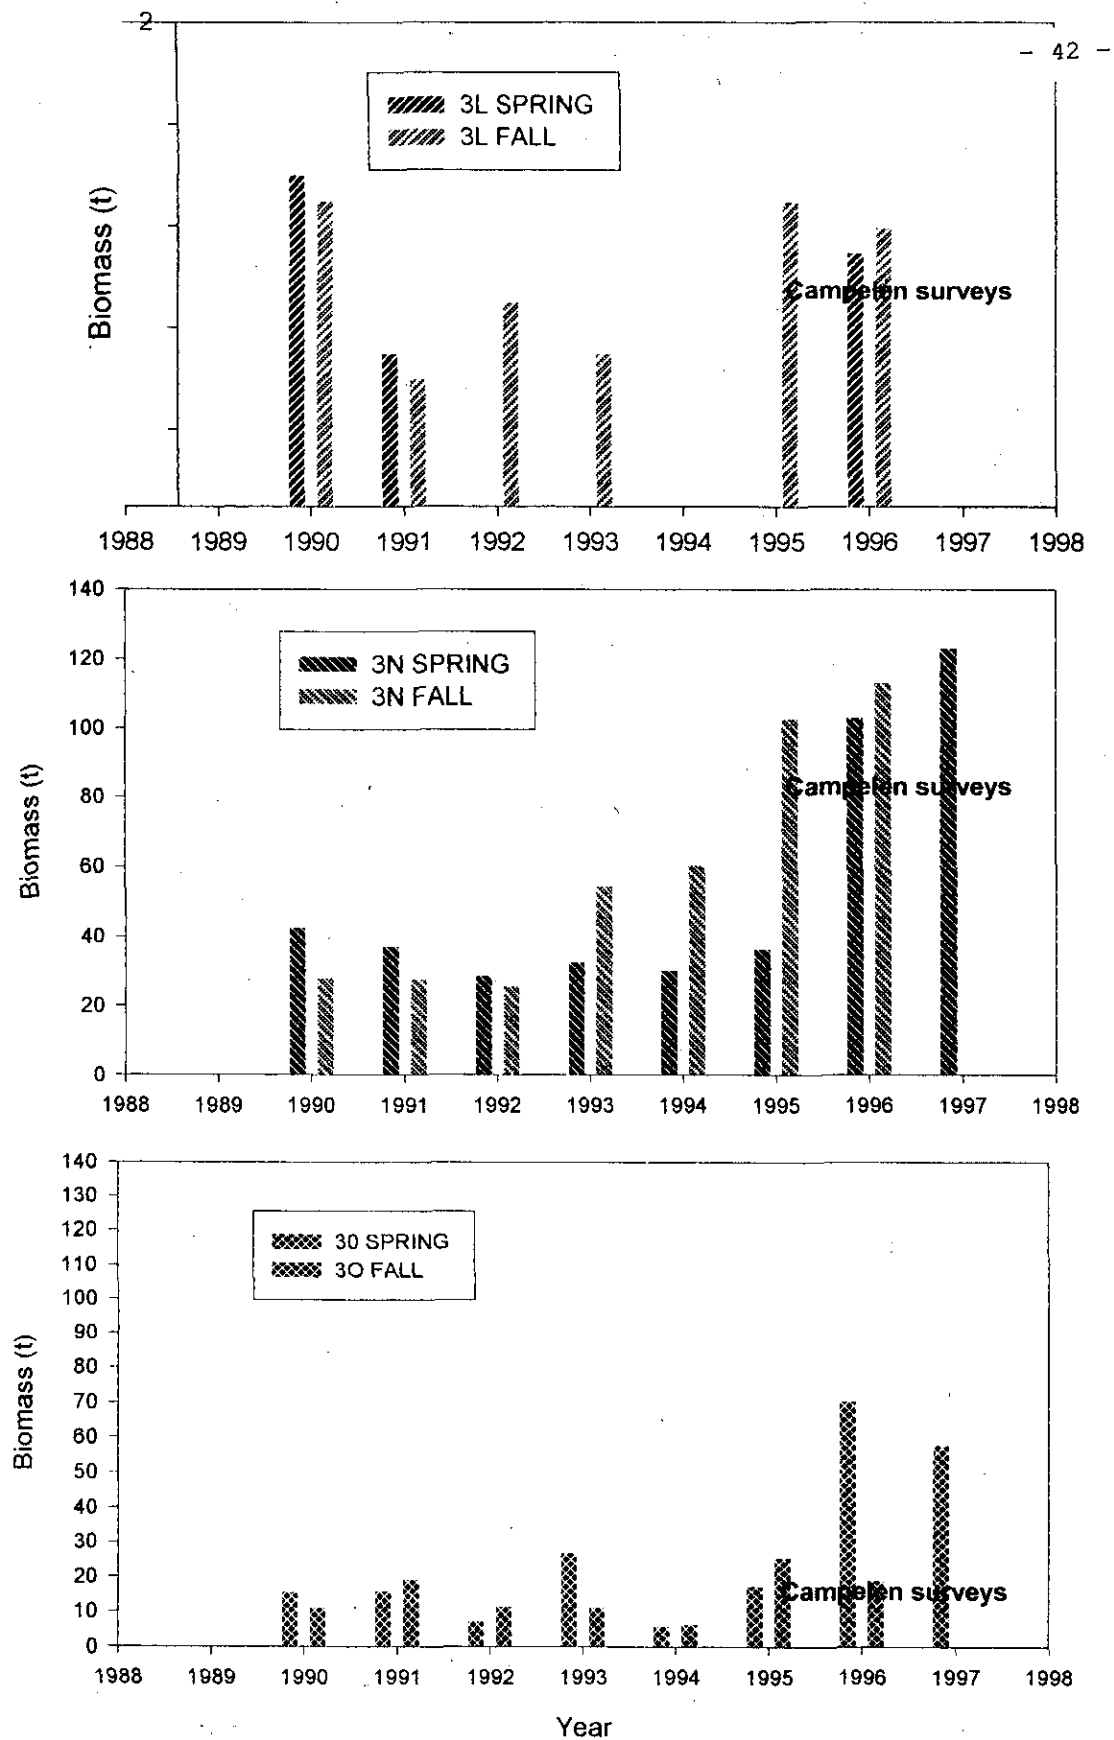 2
- 42 -
3L SPRING
3L FALL
Biomass (t)
Campelen surveys
1988 1989 1990 1991 1992 1993 1994 1995 1996 1997 1998
140
120
100
80
60
40
20
0
3N SPRING
3N FALL
Biomass (t)
Campelen surveys
1988 1989 1990 1991 1992 1993 1994 1995 1996 1997 1998
140
130
120
110
100
90
80
70
60
50
40
30
20
10
0
30 SPRING
3O FALL
Biomass (t)
Campelen surveys
1988 1989 1990 1991 1992 1993 1994 1995 1996 1997 1998
Year